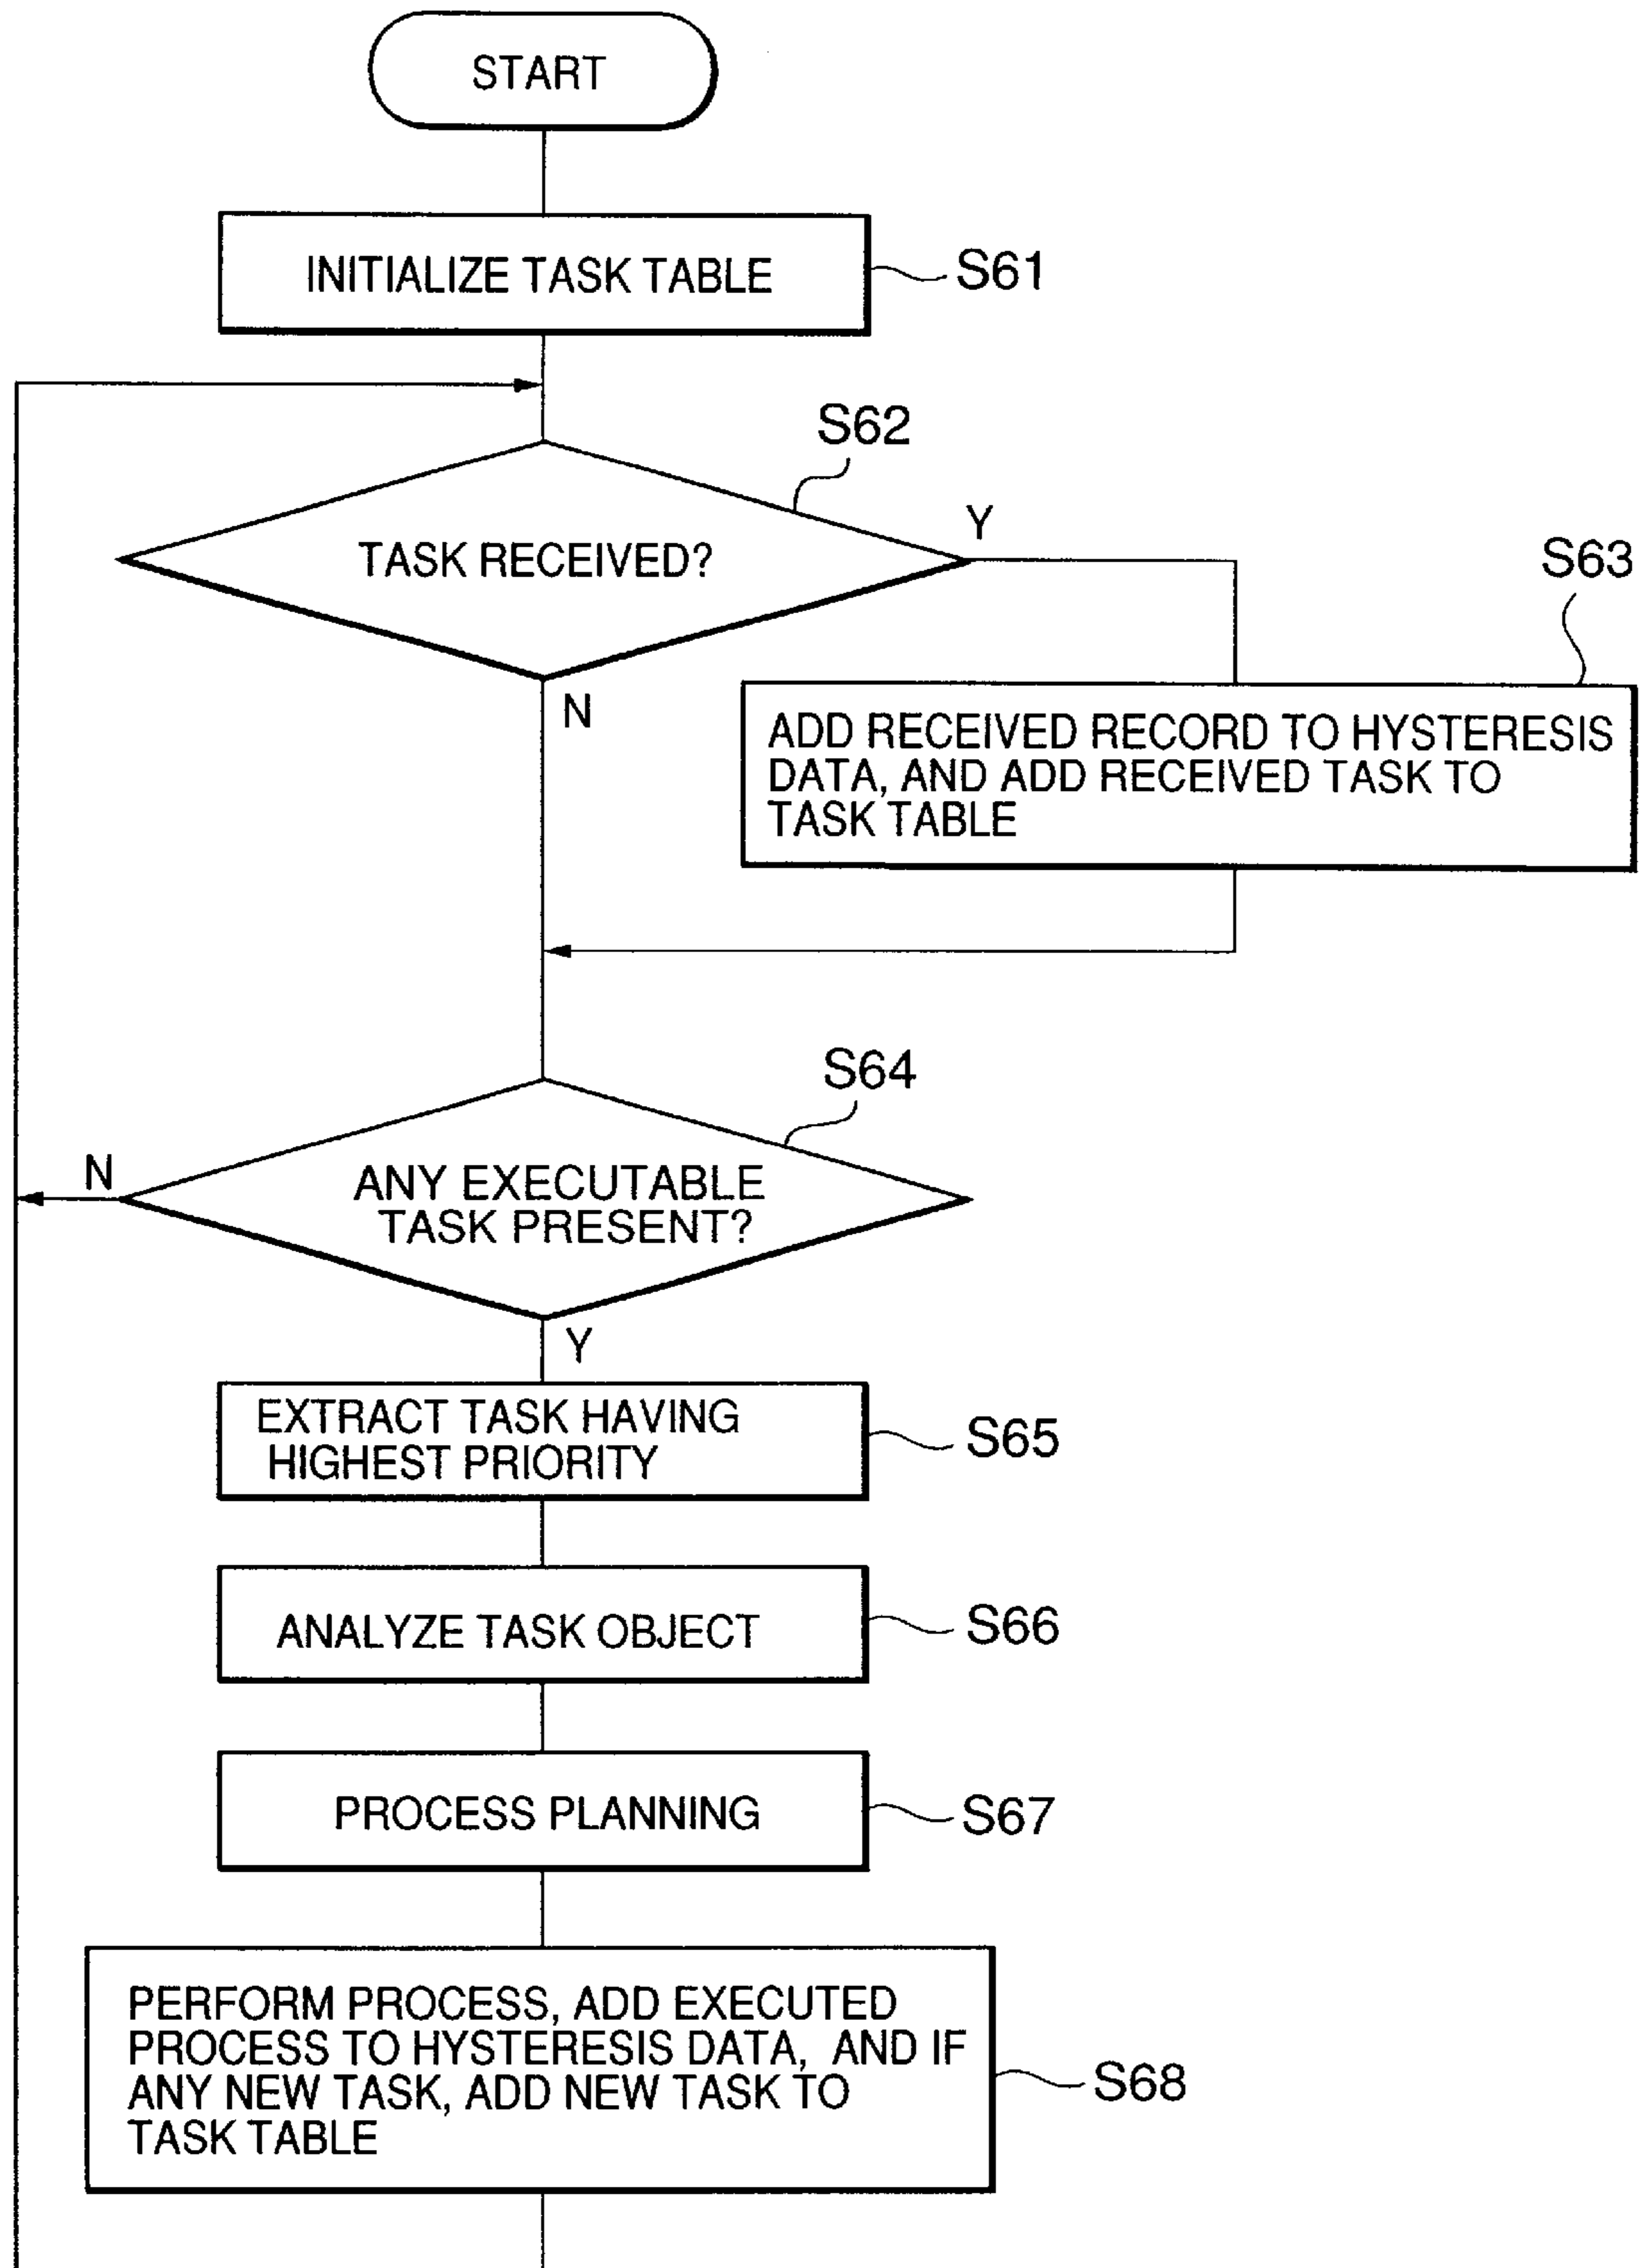 START
INITIALIZE TASK TABLE
S61
S62
TASK RECEIVED?
Y
N
S63
ADD RECEIVED RECORD TO HYSTERESIS
DATA, AND ADD RECEIVED TASK TO
TASK TABLE
S64
ANY EXECUTABLE
TASK PRESENT?
N
Y
EXTRACT TASK HAVING
HIGHEST PRIORITY
S65
ANALYZE TASK OBJECT
S66
PROCESS PLANNING
S67
PERFORM PROCESS, ADD EXECUTED
PROCESS TO HYSTERESIS DATA, AND IF
ANY NEW TASK, ADD NEW TASK TO
TASK TABLE
S68